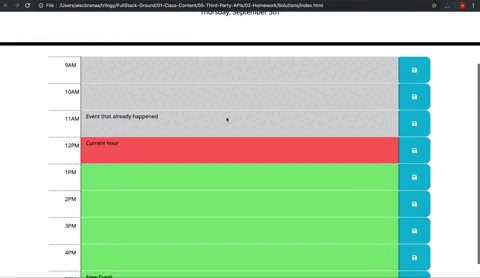 File | /Users/alecbranaa/trilogy/FullStack-Ground/01-Class-Content/05-Third-Party-APIs/02-Homework/Solutions/index.html
Thursday, September 5th
9AM
10AM
11AM Event that already happened
12PM Current hour
1PM
2PM
3PM
4PM
New Event!